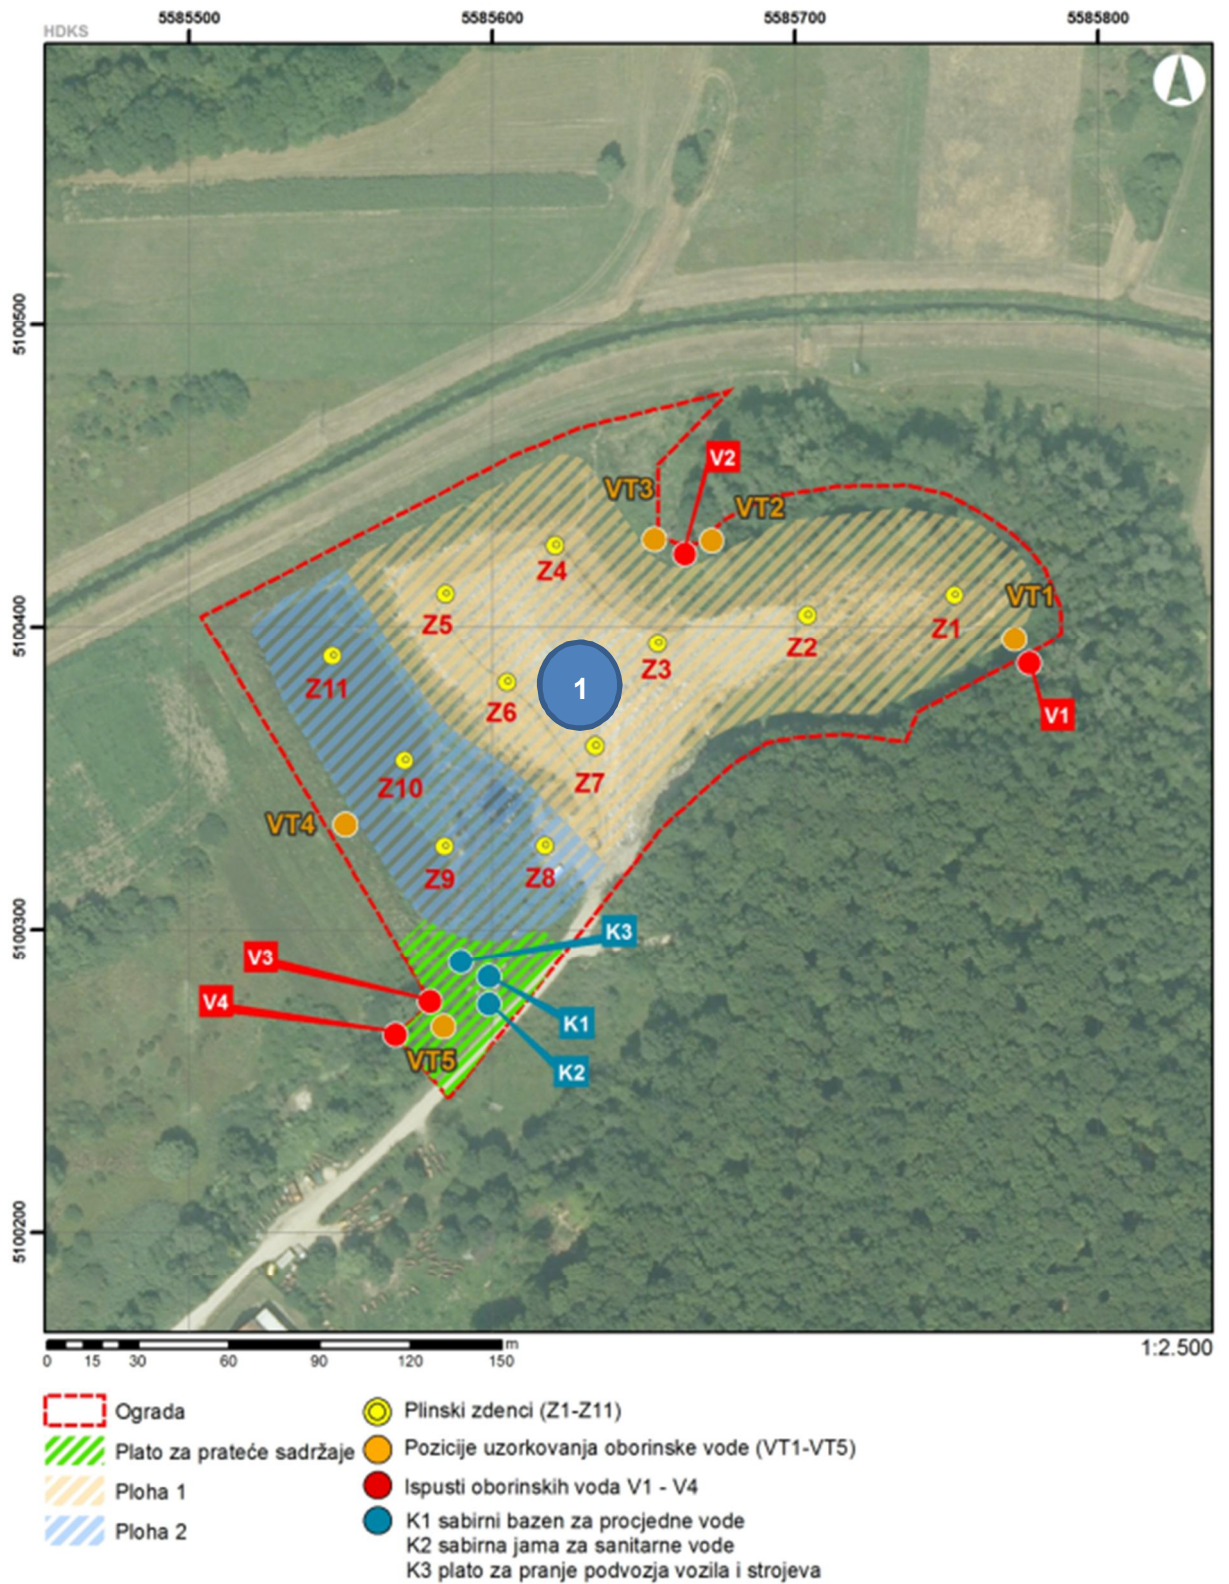 5585500
5585600
5585700
5585800
HDKS
5100500
V2
VT3
VT2
Z4
VT1
Z5
5100400
Z1
Z2
Z3
Z11
1
Z6
V1
Z7
Z10
VT4
Z9
Z8
5100300
K3
V3
V4
K1
VT5
K2
5100200
0 15 30 60 90 120 150 m
1:2.500
Ograda
Plato za prateće sadržaje
Ploha 1
Ploha 2
Plinski zdenci (Z1-Z11)
Pozicije uzorkovanja oborinske vode (VT1-VT5)
Ispusti oborinskih voda V1 - V4
K1 sabirni bazen za procjedne vode
K2 sabirna jama za sanitarne vode
K3 plato za pranje podvozja vozila i strojeva